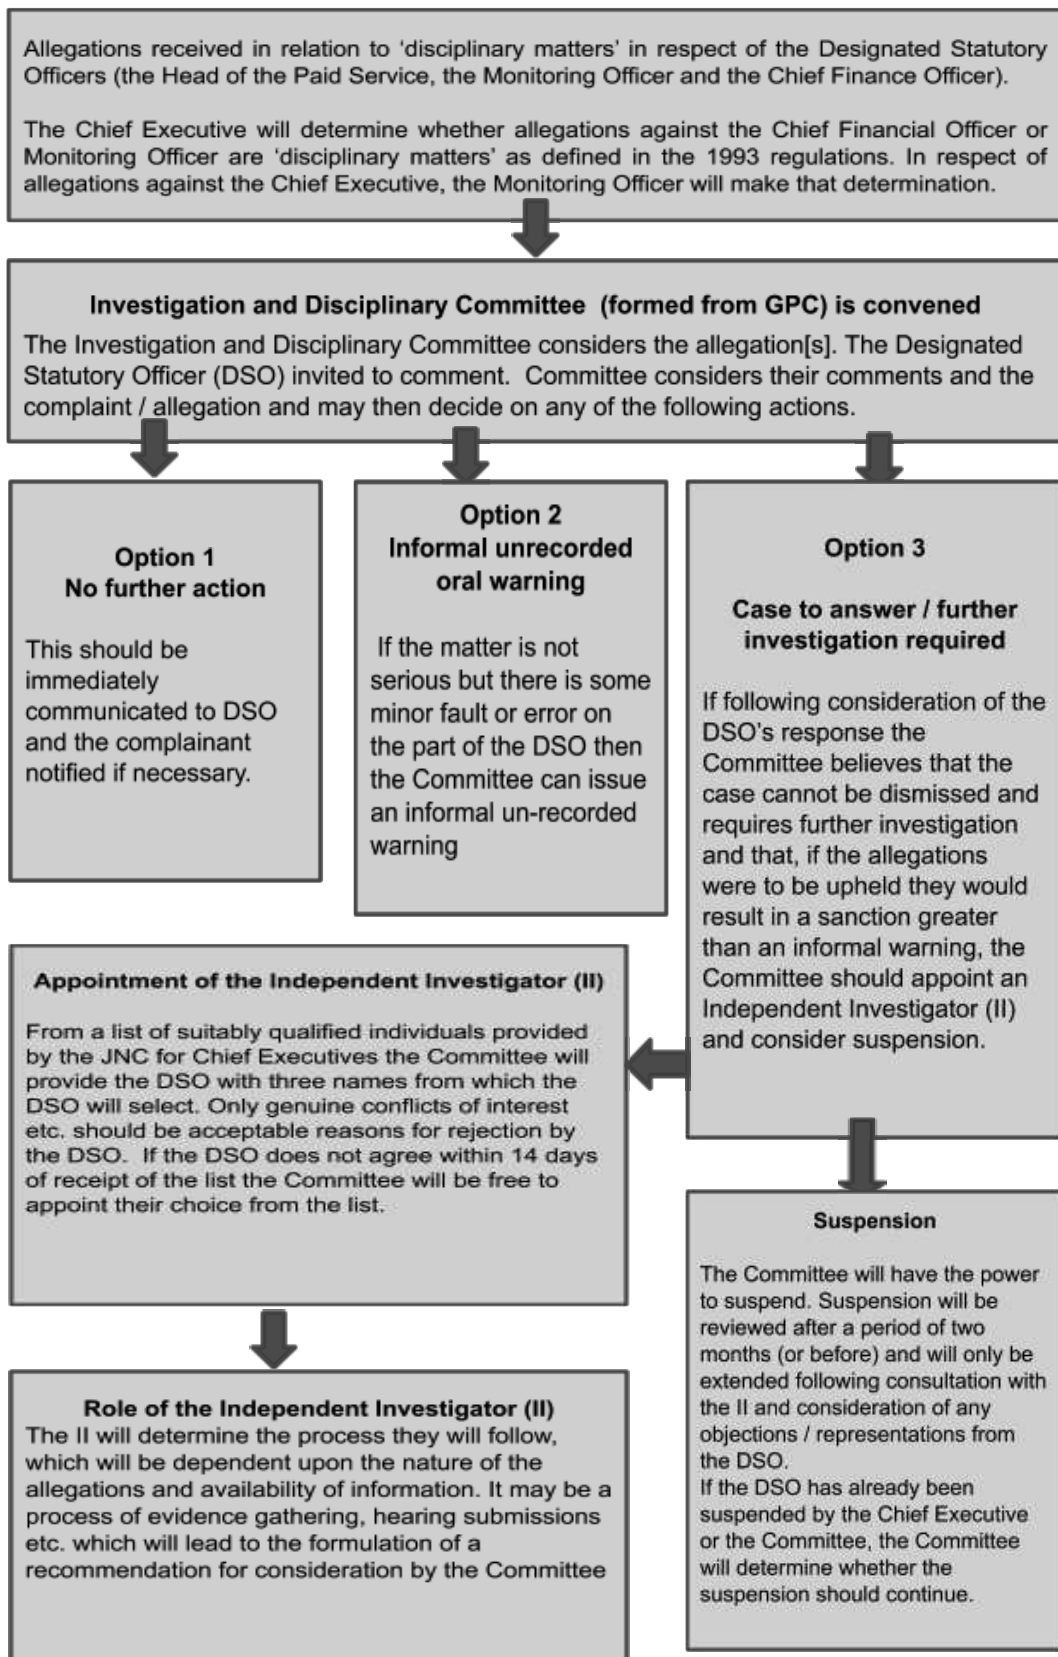 Allegations received in relation to ‘disciplinary matters’ in respect of the Designated Statutory
Officers (the Head of the Paid Service, the Monitoring Officer and the Chief Finance Officer).
The Chief Executive will determine whether allegations against the Chief Financial Officer or
Monitoring Officer are ‘disciplinary matters’ as defined in the 1993 regulations. In respect of
allegations against the Chief Executive, the Monitoring Officer will make that determination.
Investigation and Disciplinary Committee (formed from GPC) is convened
The Investigation and Disciplinary Committee considers the allegation[s]. The Designated
Statutory Officer (DSO) invited to comment. Committee considers their comments and the
complaint / allegation and may then decide on any of the following actions.
Option 1
No further action
This should be
immediately
communicated to DSO
and the complainant
notified if necessary.
Option 2
Informal unrecorded
oral warning
If the matter is not
serious but there is some
minor fault or error on
the part of the DSO then
the Committee can issue
an informal un-recorded
warning
Option 3
Case to answer / further
investigation required
If following consideration of the
DSO’s response the
Committee believes that the
case cannot be dismissed and
requires further investigation
and that, if the allegations
were to be upheld they would
result in a sanction greater
than an informal warning, the
Committee should appoint an
Independent Investigator (II)
and consider suspension.
Appointment of the Independent Investigator (II)
From a list of suitably qualified individuals provided
by the JNC for Chief Executives the Committee will
provide the DSO with three names from which the
DSO will select. Only genuine conflicts of interest
etc. should be acceptable reasons for rejection by
the DSO. If the DSO does not agree within 14 days
of receipt of the list the Committee will be free to
appoint their choice from the list.
Suspension
The Committee will have the power
to suspend. Suspension will be
reviewed after a period of two
months (or before) and will only be
extended following consultation with
the II and consideration of any
objections / representations from
the DSO.
If the DSO has already been
suspended by the Chief Executive
or the Committee, the Committee
will determine whether the
suspension should continue.
Role of the Independent Investigator (II)
The II will determine the process they will follow,
which will be dependent upon the nature of the
allegations and availability of information. It may be a
process of evidence gathering, hearing submissions
etc. which will lead to the formulation of a
recommendation for consideration by the Committee